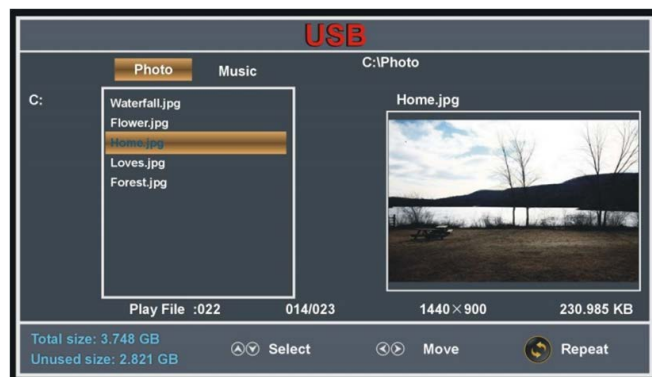 USB
Photo Music C:\Photo
C: Home.jpg
Waterfall.jpg
Flower.jpg
Home.jpg
Loves.jpg
Forest.jpg
Play File :022 014/023 1440×900 230.985 KB
Total size: 3.748 GB
Unused size: 2.821 GB
Select Move Repeat